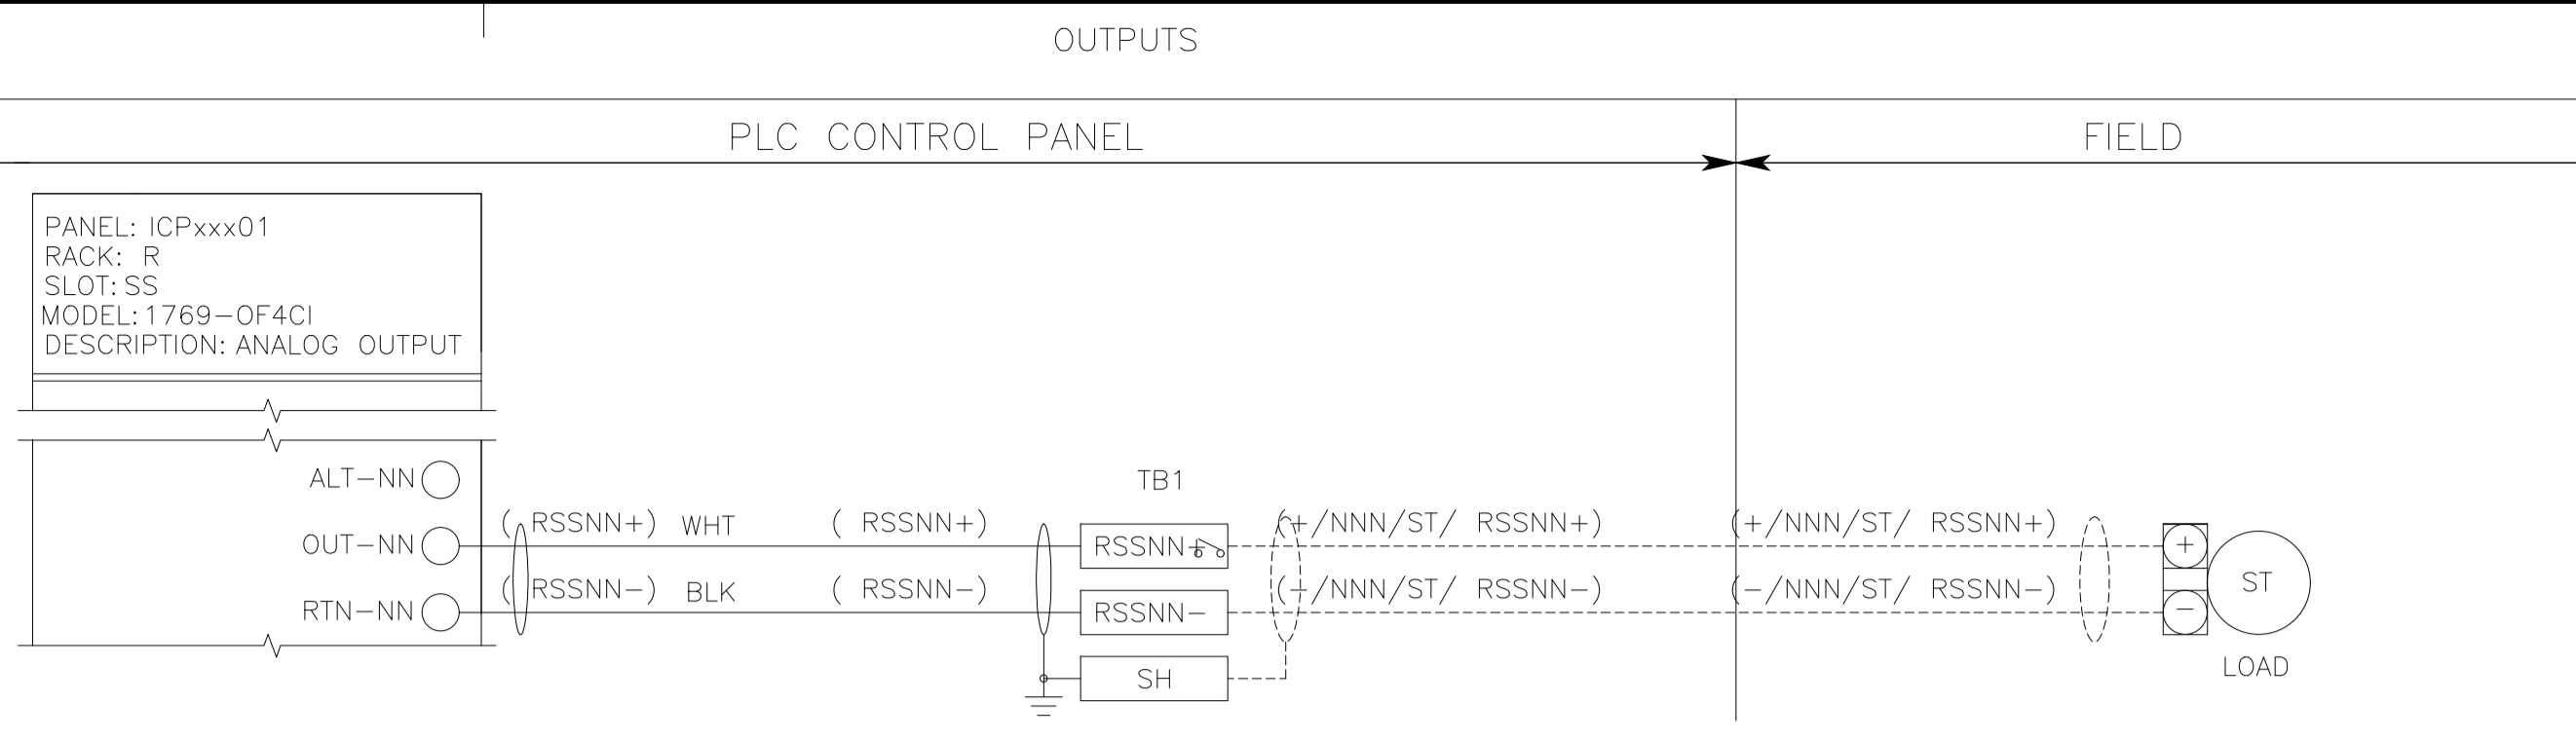 OUTPUTS
PLC CONTROL PANEL
FIELD
PANEL: ICPxxx01
RACK: R
SLOT: SS
MODEL: 1769-OF4CI
DESCRIPTION: ANALOG OUTPUT
ALT-NN
TB1
( RSSNN+) WHT ( RSSNN+) (+/NNN/ST/ RSSNN+) (+/NNN/ST/ RSSNN+)
OUT-NN RSSNN+ +
ST
( RSSNN-) BLK ( RSSNN-) (-/NNN/ST/ RSSNN-) (-/NNN/ST/ RSSNN-)
RTN-NN RSSNN- -
LOAD
SH